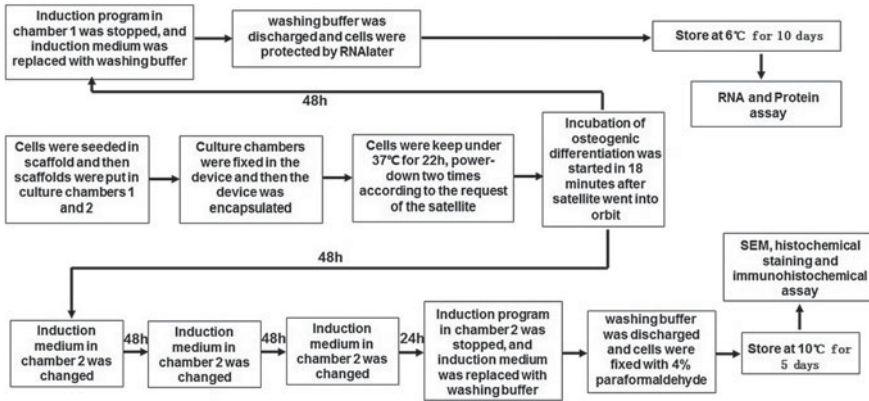 Induction program in
chamber 1 was stopped, and
induction medium was
replaced with washing buffer
washing buffer was
discharged and cells were
protected by RNAlater
Store at 6℃ for 10 days
RNA and Protein
assay
48h
Cells were seeded in
scaffold and then
scaffolds were put in
culture chambers 1
and 2
Culture chambers
were fixed in the
device and then the
device was
encapsulated
Cells were keep under
37℃ for 22h, power-
down two times
according to the request
of the satellite
Incubation of
osteogenic
differentiation was
started in 18
minutes after
satellite went into
orbit
48h
Induction
medium in
chamber 2 was
changed
48h
Induction
medium in
chamber 2 was
changed
48h
Induction
medium in
chamber 2 was
changed
24h
Induction program
in chamber 2 was
stopped, and
induction medium
was replaced with
washing buffer
washing buffer
was discharged
and cells were
fixed with 4%
paraformaldehyde
Store at 10℃ for
5 days
SEM, histochemical
staining and
immunohistochemical
assay